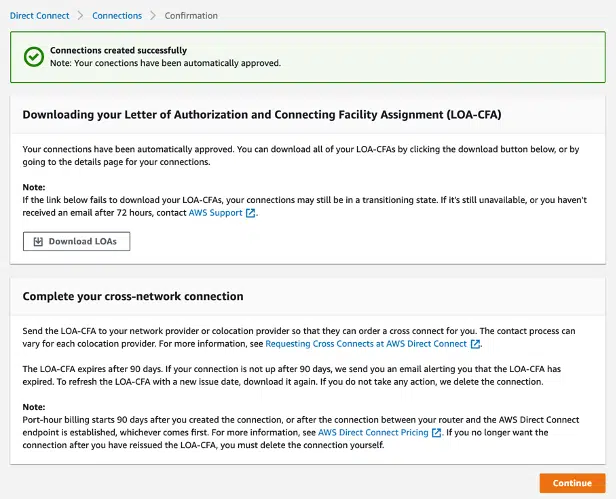 Direct Connect > Connections > Confirmation
Connections created successfully
Note: Your conections have been automatically approved.
Downloading your Letter of Authorization and Connecting Facility Assignment (LOA-CFA)
Your connections have been automatically approved. You can download all of your LOA-CFAs by clicking the download button below, or by
going to the details page for your connections.
Note:
If the link below fails to download your LOA-CFAs, your connections may still be in a transitioning state. If it's still unavailable, or you haven't
received an email after 72 hours, contact AWS Support.
Download LOAs
Complete your cross-network connection
Send the LOA-CFA to your network provider or colocation provider so that they can order a cross connect for you. The contact process can
vary for each colocation provider. For more information, see Requesting Cross Connects at AWS Direct Connect.
The LOA-CFA expires after 90 days. If your connection is not up after 90 days, we send you an email alerting you that the LOA-CFA has
expired. To refresh the LOA-CFA with a new issue date, download it again. If you do not take any action, we delete the connection.
Note:
Port-hour billing starts 90 days after you created the connection, or after the connection between your router and the AWS Direct Connect
endpoint is established, whichever comes first. For more information, see AWS Direct Connect Pricing. If you no longer want the
connection after you have reissued the LOA-CFA, you must delete the connection yourself.
Continue